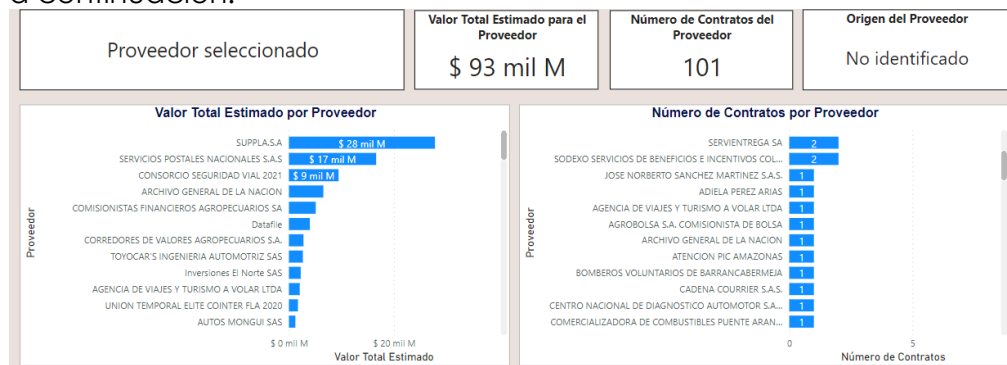 a continuación:
Proveedor seleccionado
Valor Total Estimado para el
Proveedor
$ 93 mil M
Número de Contratos del
Proveedor
101
Origen del Proveedor
No identificado
Valor Total Estimado por Proveedor
Proveedor
SUPPLA.S.A $ 28 mil M
SERVICIOS POSTALES NACIONALES S.A.S $ 17 mil M
CONSORCIO SEGURIDAD VIAL 2021 $ 9 mil M
ARCHIVO GENERAL DE LA NACION
COMISIONISTAS FINANCIEROS AGROPECUARIOS SA
Datafile
CORREDORES DE VALORES AGROPECUARIOS S.A.
TOYOCAR'S INGENIERIA AUTOMOTRIZ SAS
Inversiones El Norte SAS
AGENCIA DE VIAJES Y TURISMO A VOLAR LTDA
UNION TEMPORAL ELITE COINTER FLA 2020
AUTOS MONGUI SAS
$ 0 mil M $ 20 mil M
Valor Total Estimado
Número de Contratos por Proveedor
Proveedor
SERVIENTREGA SA 2
SODEXO SERVICIOS DE BENEFICIOS E INCENTIVOS COL... 2
JOSE NORBERTO SANCHEZ MARTINEZ S.A.S. 1
ADIELA PEREZ ARIAS 1
AGENCIA DE VIAJES Y TURISMO A VOLAR LTDA 1
AGROBOLSA S.A. COMISIONISTA DE BOLSA 1
ARCHIVO GENERAL DE LA NACION 1
ATENCION PIC AMAZONAS 1
BOMBEROS VOLUNTARIOS DE BARRANCABERMEJA 1
CADENA COURRIER S.A.S. 1
CENTRO NACIONAL DE DIAGNOSTICO AUTOMOTOR S.A... 1
COMERCIALIZADORA DE COMBUSTIBLES PUENTE ARAN... 1
0 5
Número de Contratos